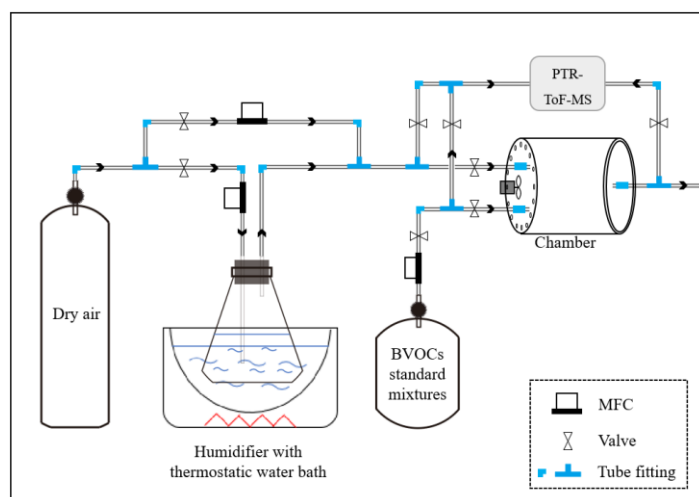 PTR-
ToF-MS
Chamber
Dry air
BVOCs
standard
mixtures
Humidifier with
thermostatic water bath
MFC
Valve
Tube fitting